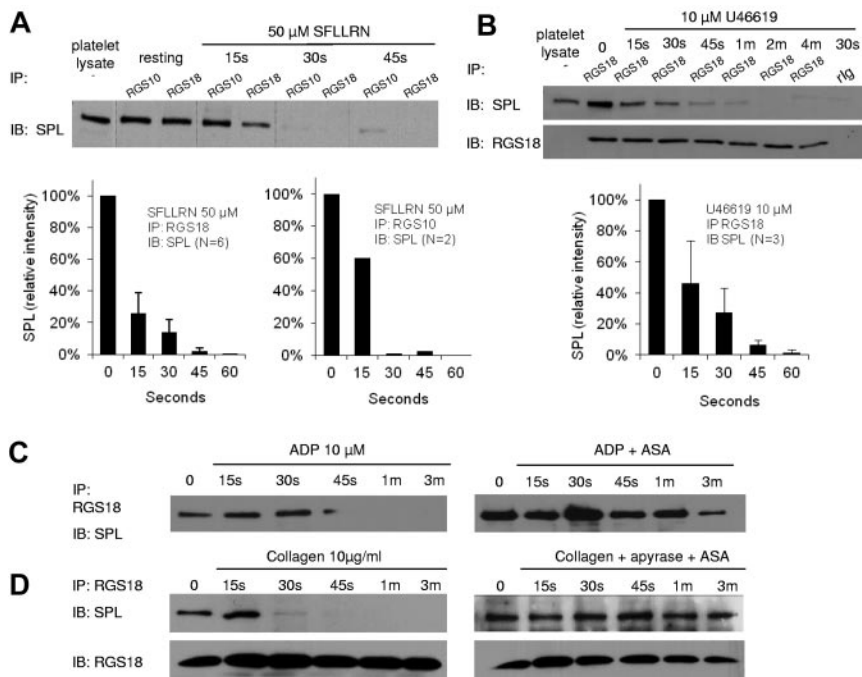 A
50 µM SFLLRN
platelet lysate
resting
15s
30s
45s
IP:
-
RGS10
RGS18
RGS10
RGS18
RGS10
RGS18
RGS10
RGS18
IB: SPL
B
10 µM U46619
platelet lysate
0
15s
30s
45s
1m
2m
4m
30s
IP:
-
RGS18
RGS18
RGS18
RGS18
RGS18
RGS18
RGS18
rIg
IB: SPL
IB: RGS18
SPL (relative intensity)
100%
80%
60%
40%
20%
0%
SFLLRN 50 µM
IP: RGS18
IB: SPL (N=6)
0 15 30 45 60
Seconds
100%
80%
60%
40%
20%
0%
SFLLRN 50 µM
IP: RGS10
IB: SPL (N=2)
0 15 30 45 60
Seconds
SPL (relative intensity)
100%
80%
60%
40%
20%
0%
U46619 10 µM
IP RGS18
IB SPL (N=3)
0 15 30 45 60
Seconds
C
ADP 10 µM
0 15s 30s 45s 1m 3m
IP:
RGS18
IB: SPL
ADP + ASA
0 15s 30s 45s 1m 3m
D
Collagen 10µg/ml
IP: RGS18
0 15s 30s 45s 1m 3m
IB: SPL
IB: RGS18
Collagen + apyrase + ASA
0 15s 30s 45s 1m 3m